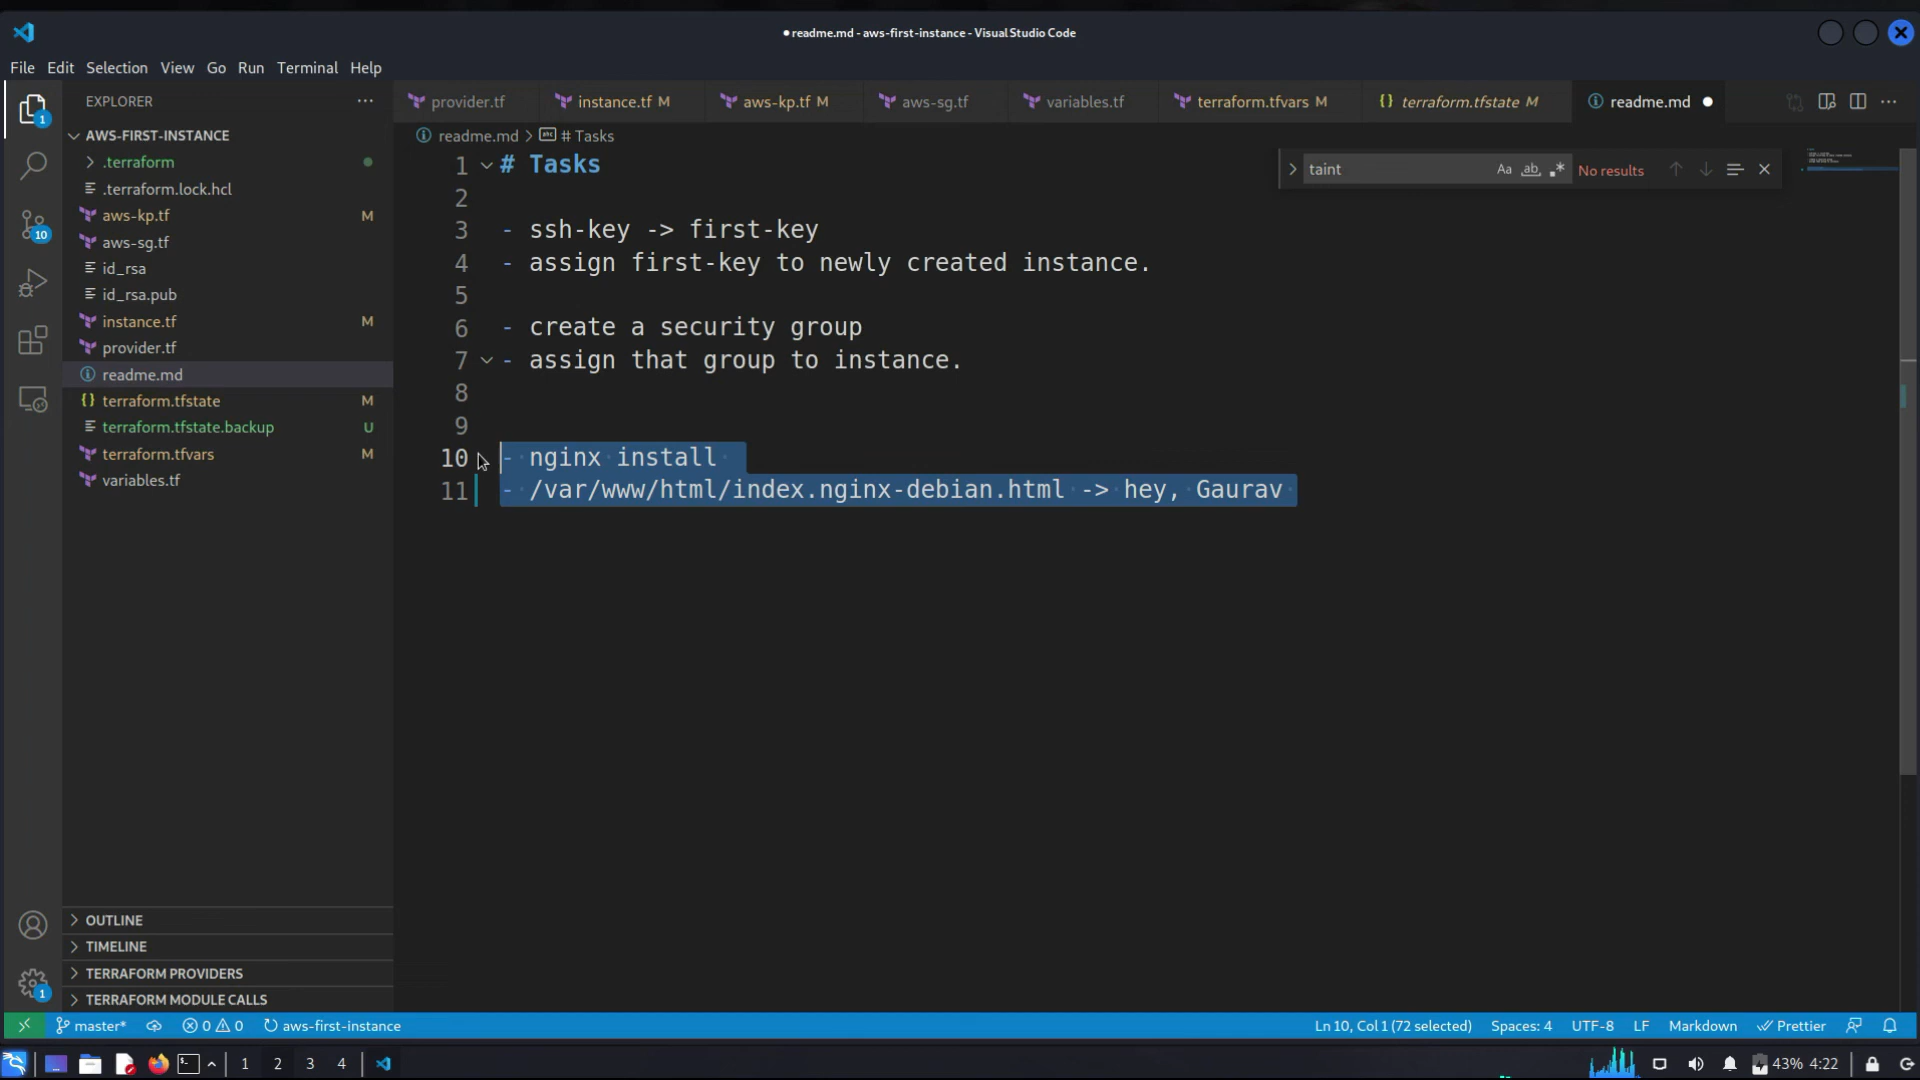 ● readme.md - aws-first-instance - Visual Studio Code
File Edit Selection View Go Run Terminal Help
EXPLORER ···
provider.tf instance.tf M aws-kp.tf M aws-sg.tf variables.tf terraform.tfvars M {} terraform.tfstate M readme.md ● ···
1
10
1
AWS-FIRST-INSTANCE
.terraform
.terraform.lock.hcl
aws-kp.tf M
aws-sg.tf
id_rsa
id_rsa.pub
instance.tf M
provider.tf
readme.md
{} terraform.tfstate M
terraform.tfstate.backup U
terraform.tfvars M
variables.tf
OUTLINE
TIMELINE
TERRAFORM PROVIDERS
TERRAFORM MODULE CALLS
readme.md > abc # Tasks
taint Aa ab .* No results
1 # Tasks
2
3 - ssh-key -> first-key
4 - assign first-key to newly created instance.
5
6 - create a security group
7 - assign that group to instance.
8
9
10 - nginx install
11 - /var/www/html/index.nginx-debian.html -> hey, Gaurav
master* 0 0 aws-first-instance Ln 10, Col 1 (72 selected) Spaces: 4 UTF-8 LF Markdown Prettier
1 2 3 4 43% 4:22